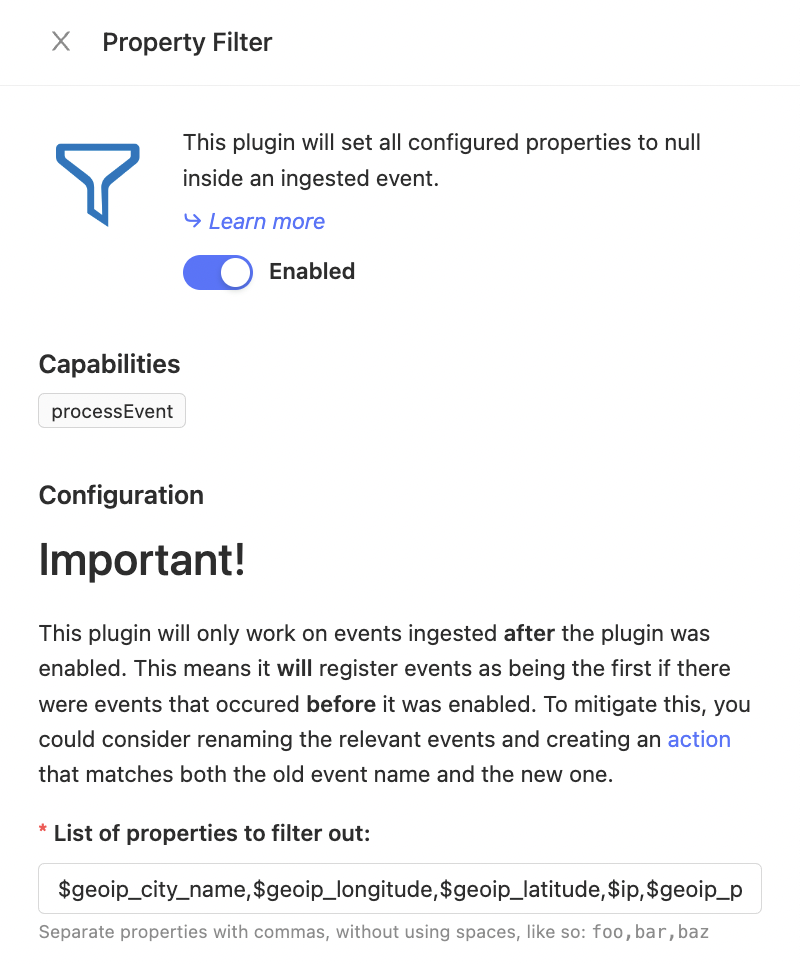 Property Filter
This plugin will set all configured properties to null
inside an ingested event.
Learn more
Enabled
Capabilities
processEvent
Configuration
Important!
This plugin will only work on events ingested after the plugin was
enabled. This means it will register events as being the first if there
were events that occured before it was enabled. To mitigate this, you
could consider renaming the relevant events and creating an action
that matches both the old event name and the new one.
* List of properties to filter out:
$geoip_city_name,$geoip_longitude,$geoip_latitude,$ip,$geoip_p
Separate properties with commas, without using spaces, like so: foo,bar,baz